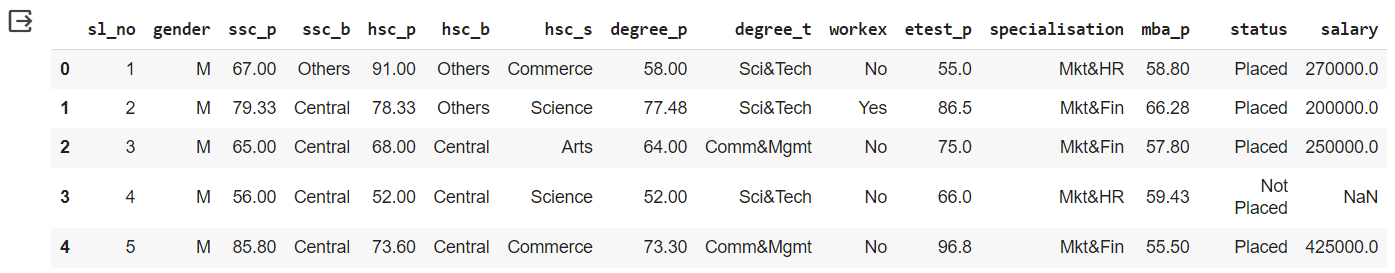 sl_no gender ssc_p ssc_b hsc_p hsc_b hsc_s degree_p degree_t workex etest_p specialisation mba_p status salary
0 1 M 67.00 Others 91.00 Others Commerce 58.00 Sci&Tech No 55.0 Mkt&HR 58.80 Placed 270000.0
1 2 M 79.33 Central 78.33 Others Science 77.48 Sci&Tech Yes 86.5 Mkt&Fin 66.28 Placed 200000.0
2 3 M 65.00 Central 68.00 Central Arts 64.00 Comm&Mgmt No 75.0 Mkt&Fin 57.80 Placed 250000.0
3 4 M 56.00 Central 52.00 Central Science 52.00 Sci&Tech No 66.0 Mkt&HR 59.43 Not Placed NaN
4 5 M 85.80 Central 73.60 Central Commerce 73.30 Comm&Mgmt No 96.8 Mkt&Fin 55.50 Placed 425000.0